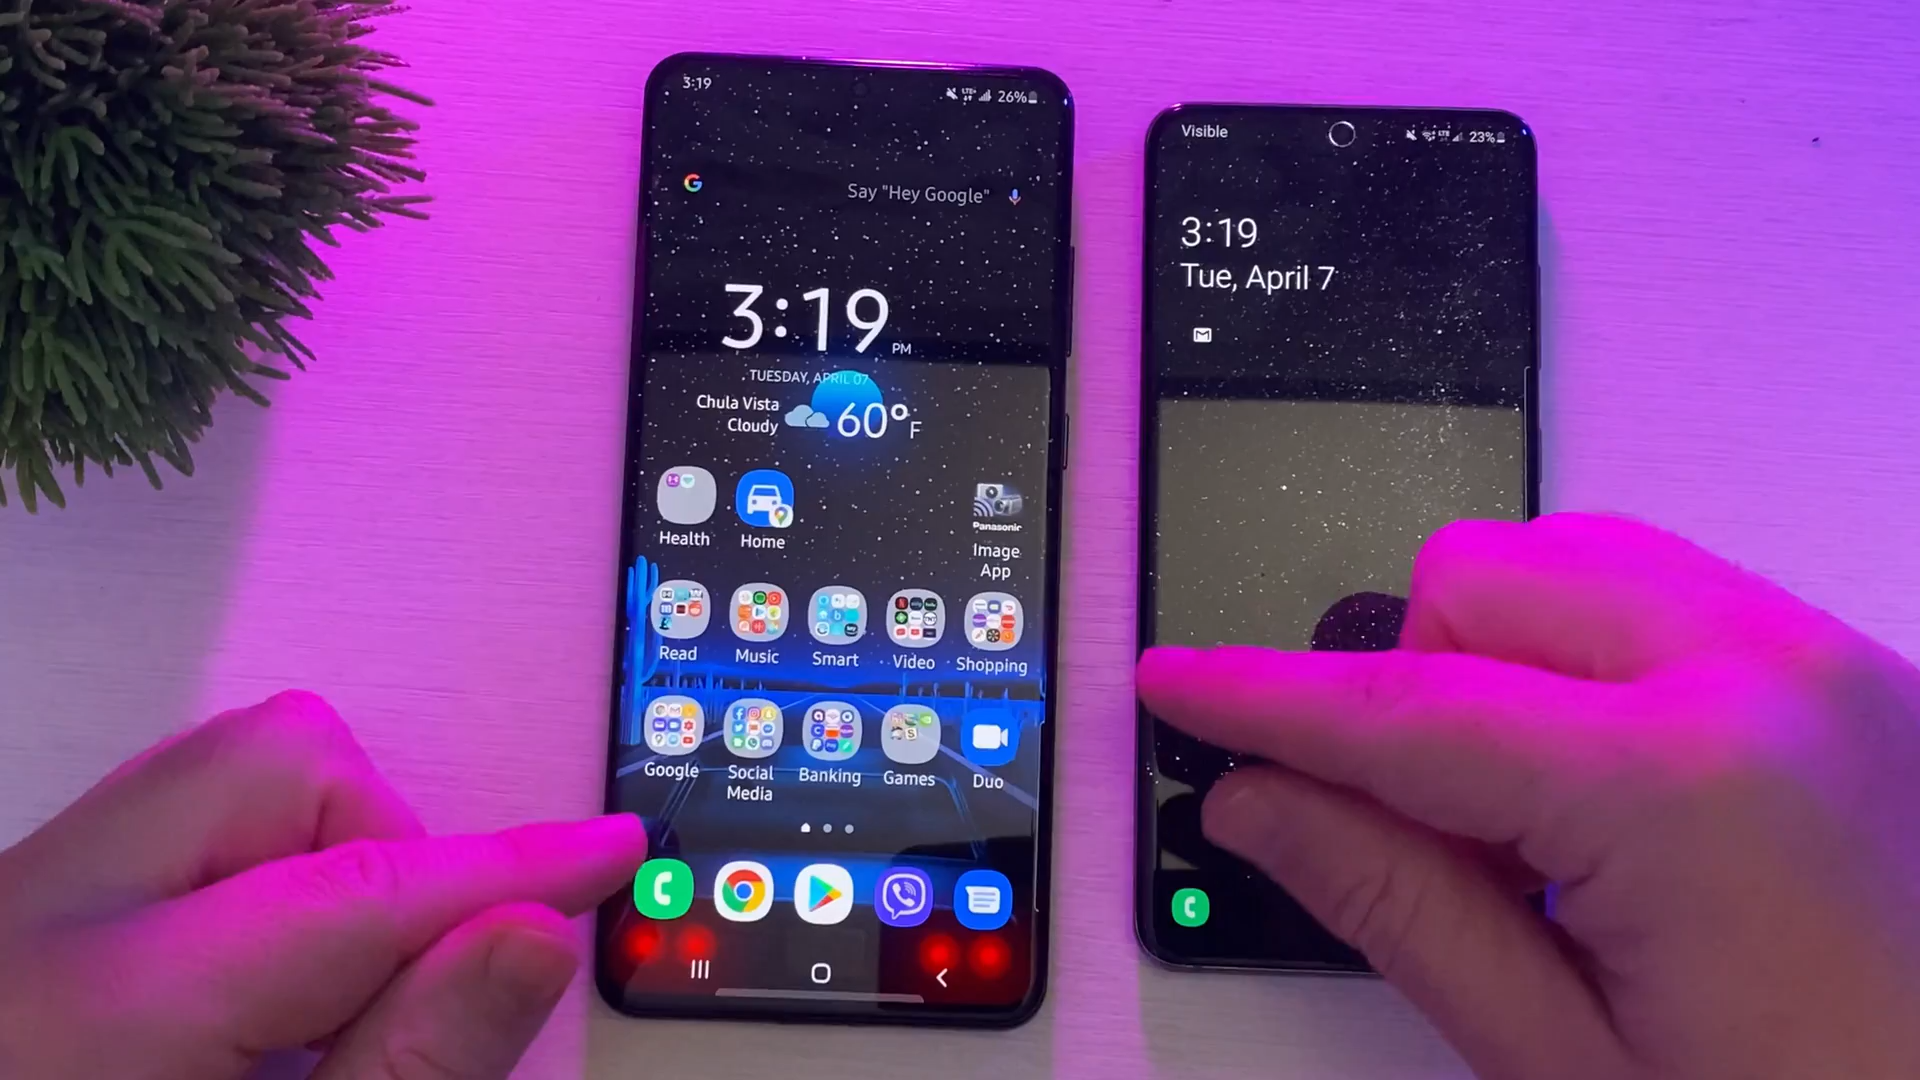 3:19
LTE+
26%
G
Say "Hey Google"
3:19 PM
TUESDAY, APRIL 07
Chula Vista
Cloudy
60°F
Panasonic
Health
Home
Image
App
Read
Music
Smart
Video
Shopping
Google
Social
Media
Banking
Games
Duo
Visible
LTE
23%
3:19
Tue, April 7